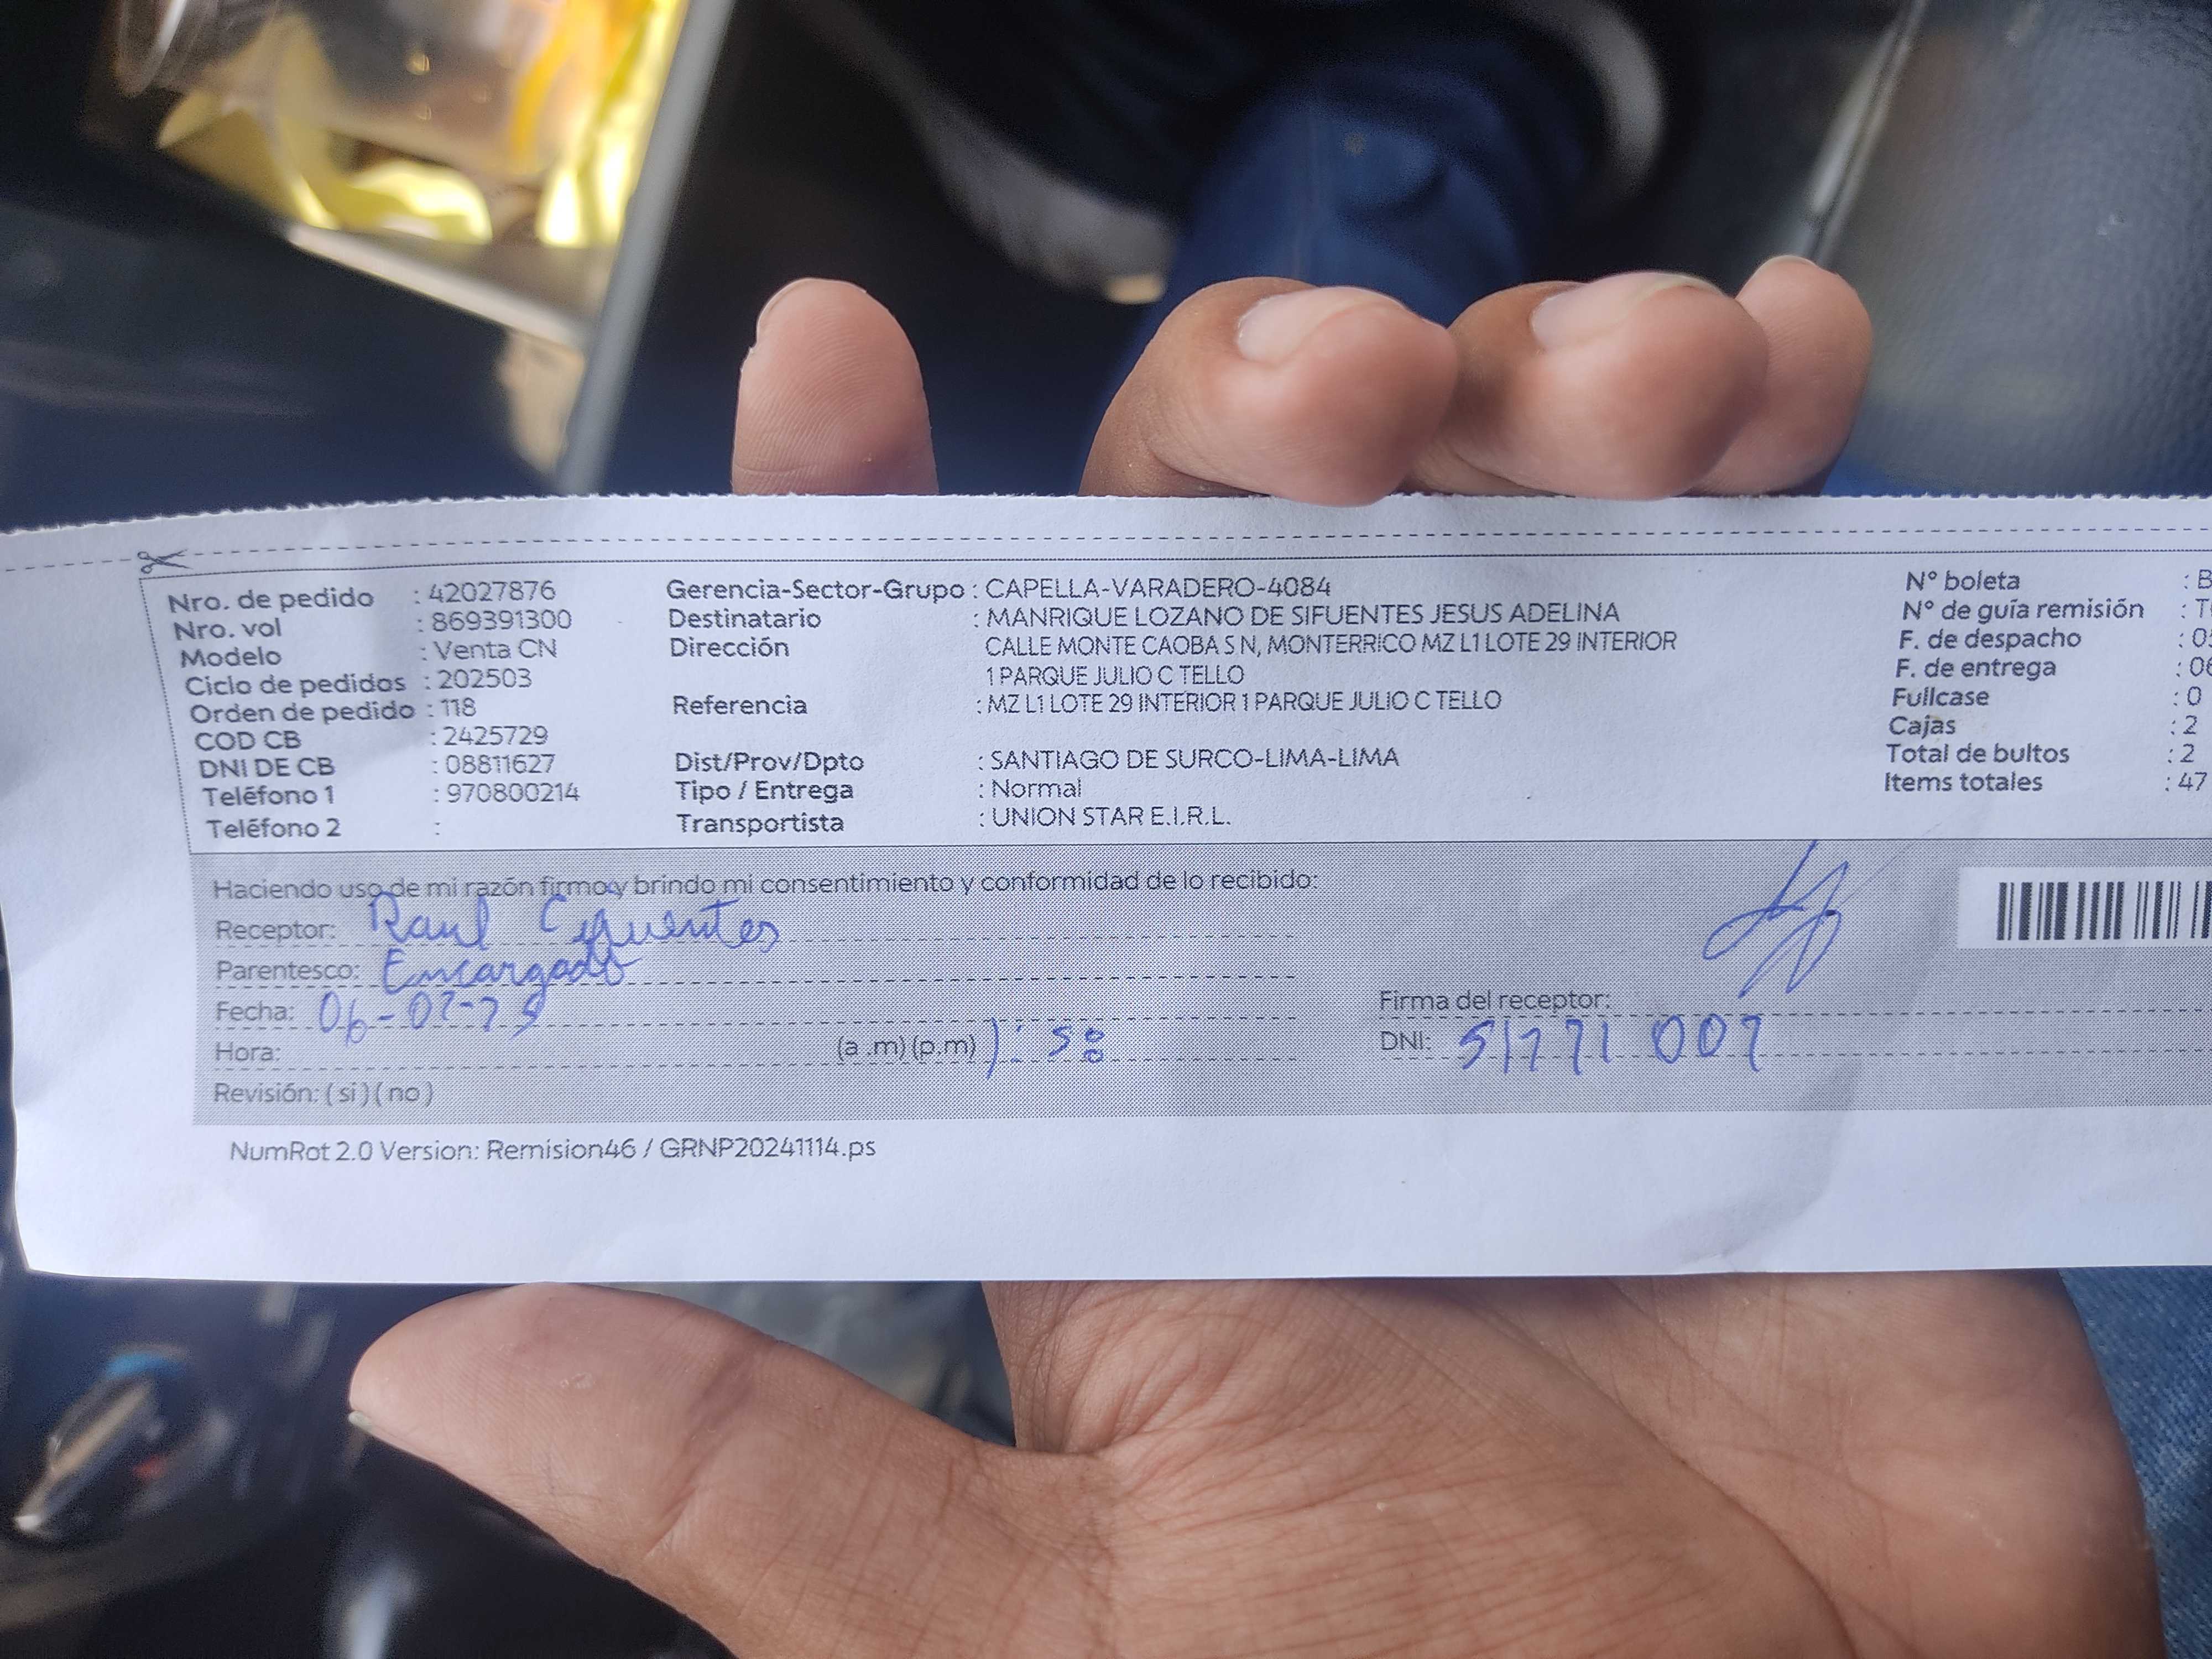 Nro. de pedido : 42027876
Nro. vol : 869391300
Modelo : Venta CN
Ciclo de pedidos : 202503
Orden de pedido : 118
COD CB : 2425729
DNI DE CB : 08811627
Teléfono 1 : 970800214
Teléfono 2 :
Gerencia-Sector-Grupo : CAPELLA-VARADERO-4084
Destinatario : MANRIQUE LOZANO DE SIFUENTES JESUS ADELINA
Dirección CALLE MONTE CAOBA S N, MONTERRICO MZ L1 LOTE 29 INTERIOR
1 PARQUE JULIO C TELLO
Referencia : MZ L1 LOTE 29 INTERIOR 1 PARQUE JULIO C TELLO
Dist/Prov/Dpto : SANTIAGO DE SURCO-LIMA-LIMA
Tipo / Entrega : Normal
Transportista : UNION STAR E.I.R.L.
N° boleta : B
N° de guía remisión : T
F. de despacho : 0
F. de entrega : 06
Fullcase : 0
Cajas : 2
Total de bultos : 2
Items totales : 47
Haciendo uso de mi razón firmo y brindo mi consentimiento y conformidad de lo recibido:
Receptor: Raul Cifuentes
Parentesco: Encargado
Fecha: 06-02-25
Hora: (a .m) (p.m) 1:50
Revisión: ( si ) ( no )
Firma del receptor:
DNI:
NumRot 2.0 Version: Remision46 / GRNP20241114.ps